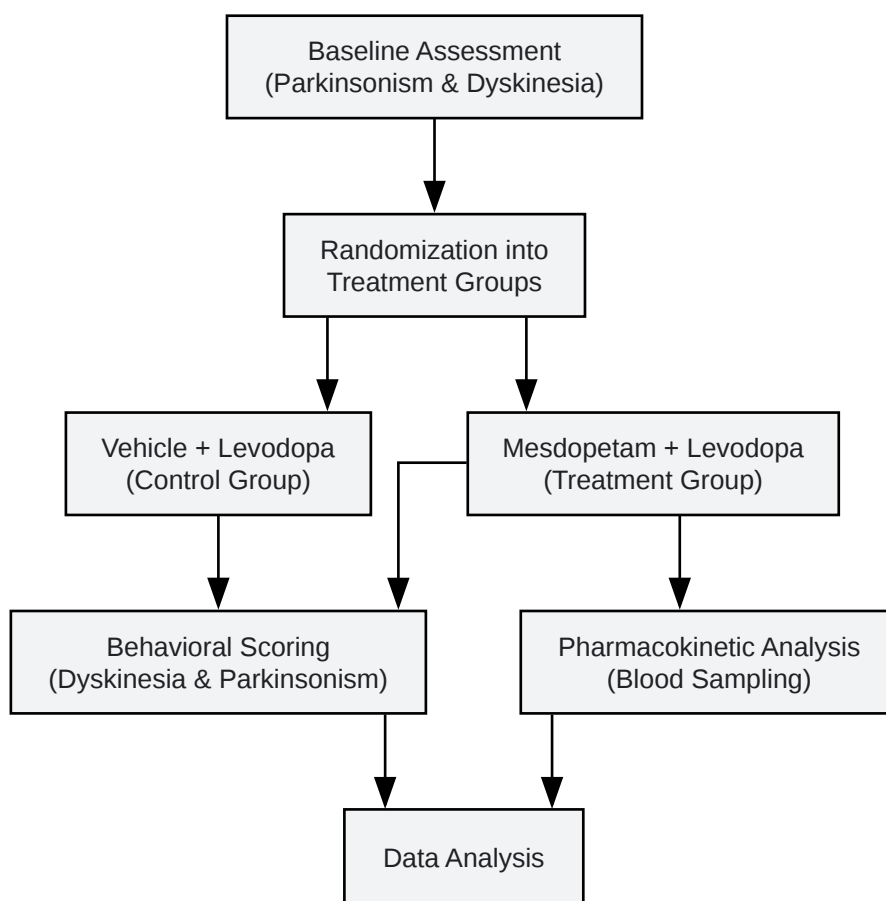 Baseline Assessment
(Parkinsonism & Dyskinesia)
Randomization into
Treatment Groups
Vehicle + Levodopa
(Control Group)
Mesdopetam + Levodopa
(Treatment Group)
Behavioral Scoring
(Dyskinesia & Parkinsonism)
Pharmacokinetic Analysis
(Blood Sampling)
Data Analysis